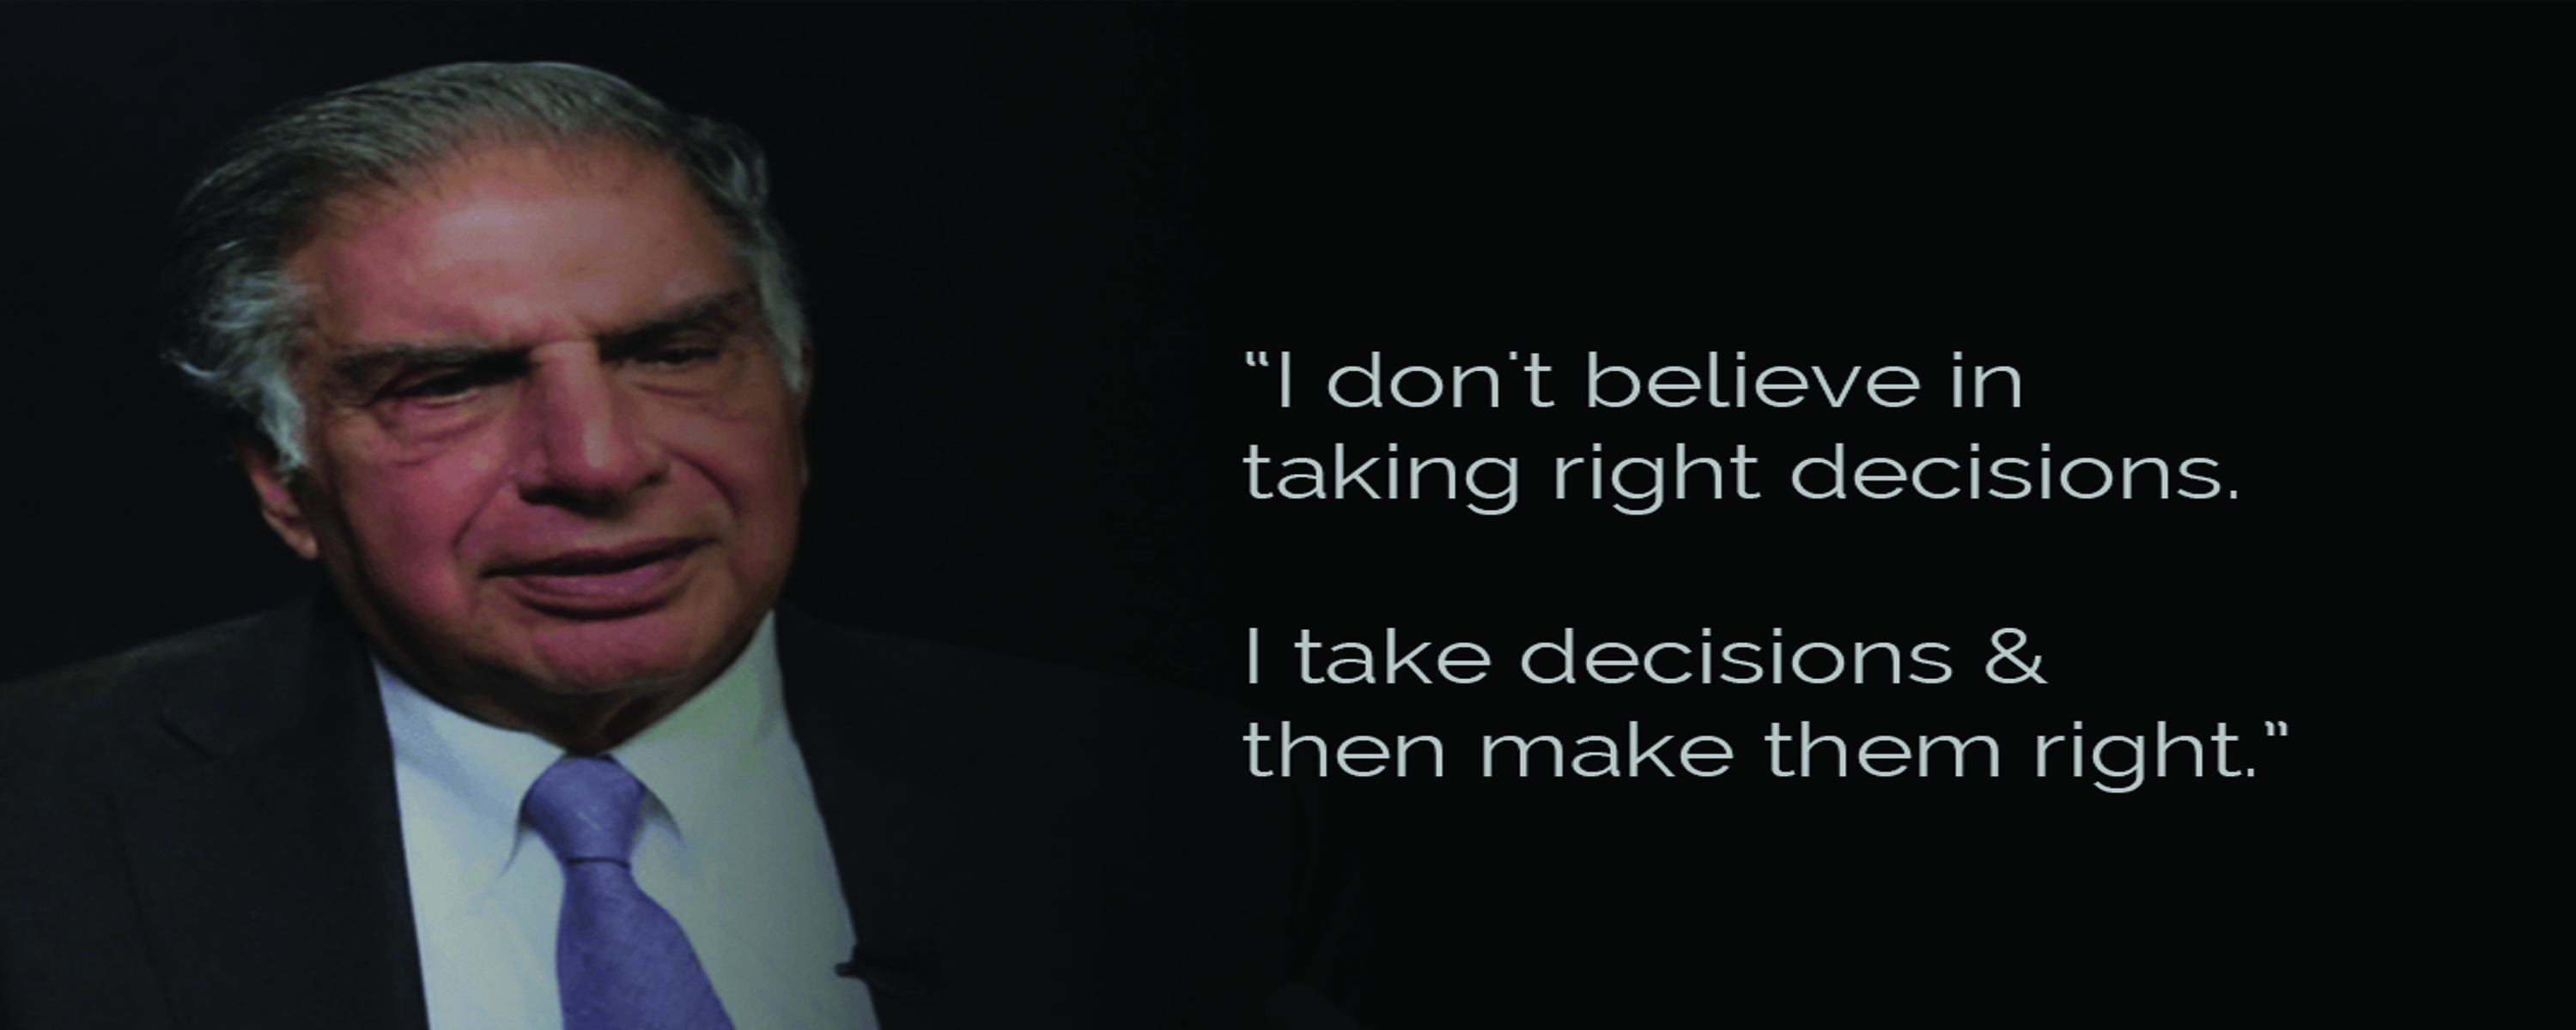 “I don't believe in
taking right decisions.
I take decisions &
then make them right.”